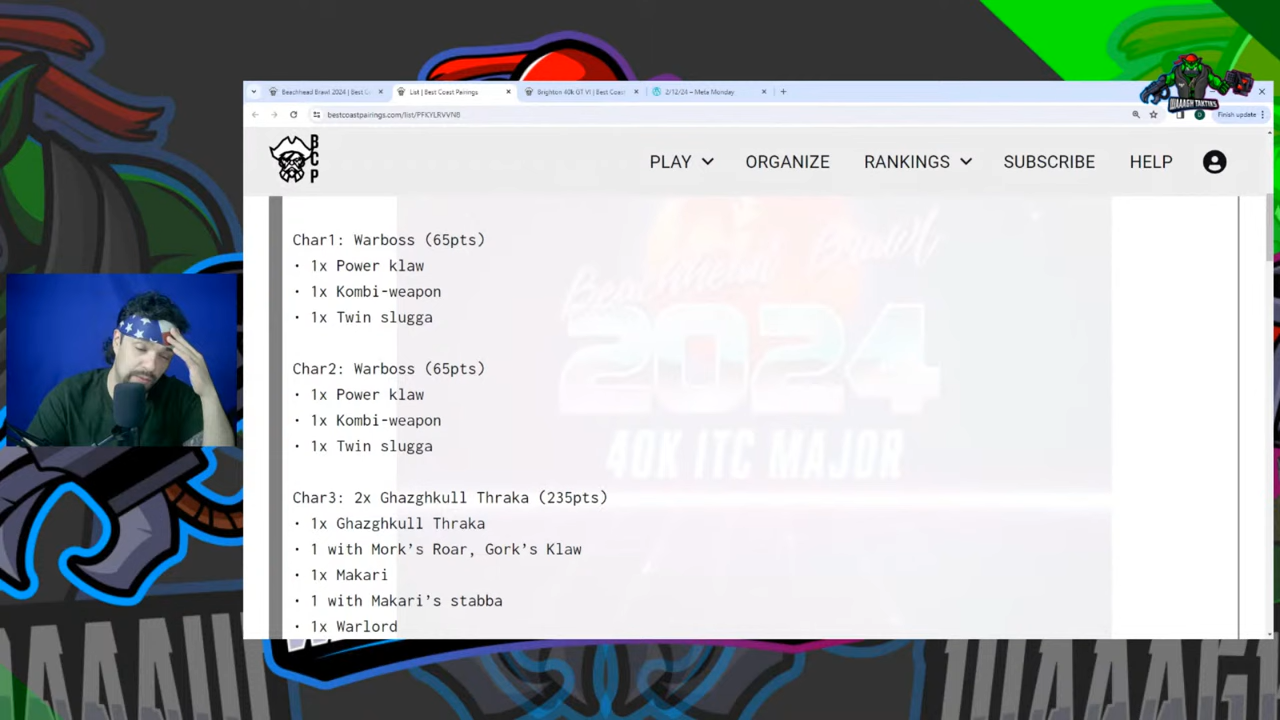 Beachhead Brawl 2024 | Best C
List | Best Coast Pairings
Brighton 40k GT VI | Best Coast
2/12/24 – Meta Monday
bestcoastpairings.com/list/PFKYLRVVN8
Finish update
WAAAGH TAKTIKS
B
C
P
PLAY
ORGANIZE
RANKINGS
SUBSCRIBE
HELP
Char1: Warboss (65pts)
• 1x Power klaw
• 1x Kombi-weapon
• 1x Twin slugga
Char2: Warboss (65pts)
• 1x Power klaw
• 1x Kombi-weapon
• 1x Twin slugga
Char3: 2x Ghazghkull Thraka (235pts)
• 1x Ghazghkull Thraka
• 1 with Mork's Roar, Gork's Klaw
• 1x Makari
• 1 with Makari's stabba
• 1x Warlord
Beachhead Brawl
2024
40K ITC MAJOR